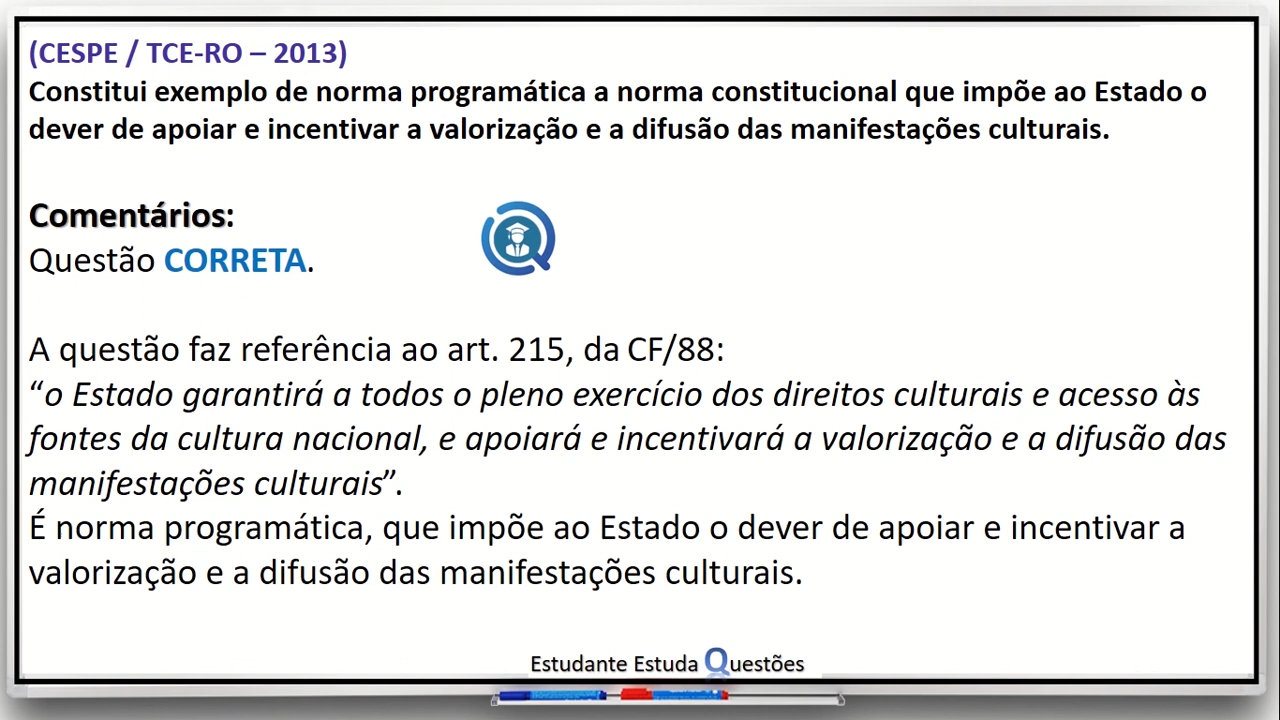 (CESPE / TCE-RO – 2013)
Constitui exemplo de norma programática a norma constitucional que impõe ao Estado o
dever de apoiar e incentivar a valorização e a difusão das manifestações culturais.
Comentários:
Questão CORRETA.
A questão faz referência ao art. 215, da CF/88:
“o Estado garantirá a todos o pleno exercício dos direitos culturais e acesso às
fontes da cultura nacional, e apoiará e incentivará a valorização e a difusão das
manifestações culturais”.
É norma programática, que impõe ao Estado o dever de apoiar e incentivar a
valorização e a difusão das manifestações culturais.
Estudante Estuda Questões